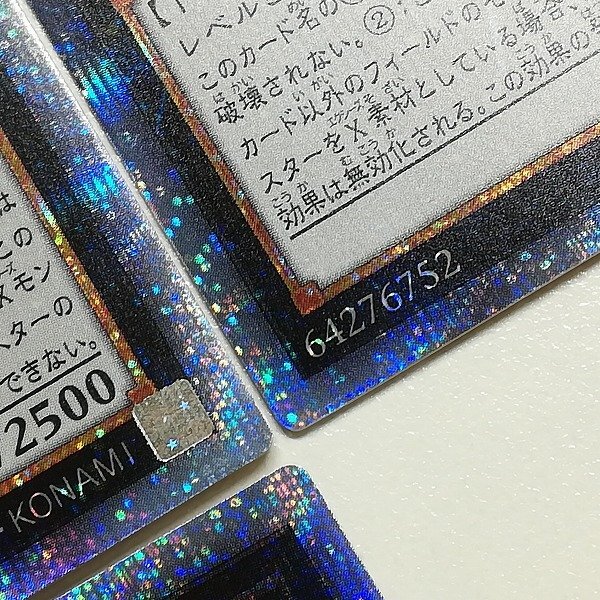 レベル
このカード名の
破壊されない。②:
カード以外のフィールドのモ
スターをX素材としている場合
効果は無効化される。この効果の
64276752
は
この
Xモン
ターの
できない。
2500
KONAMI